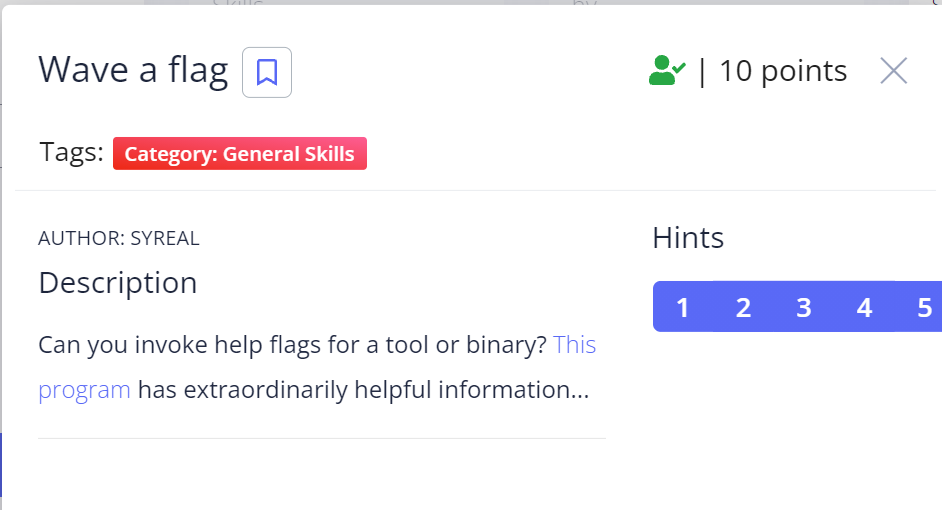 Wave a flag
| 10 points
Tags: Category: General Skills
AUTHOR: SYREAL
Description
Can you invoke help flags for a tool or binary? This
program has extraordinarily helpful information...
Hints
1 2 3 4 5